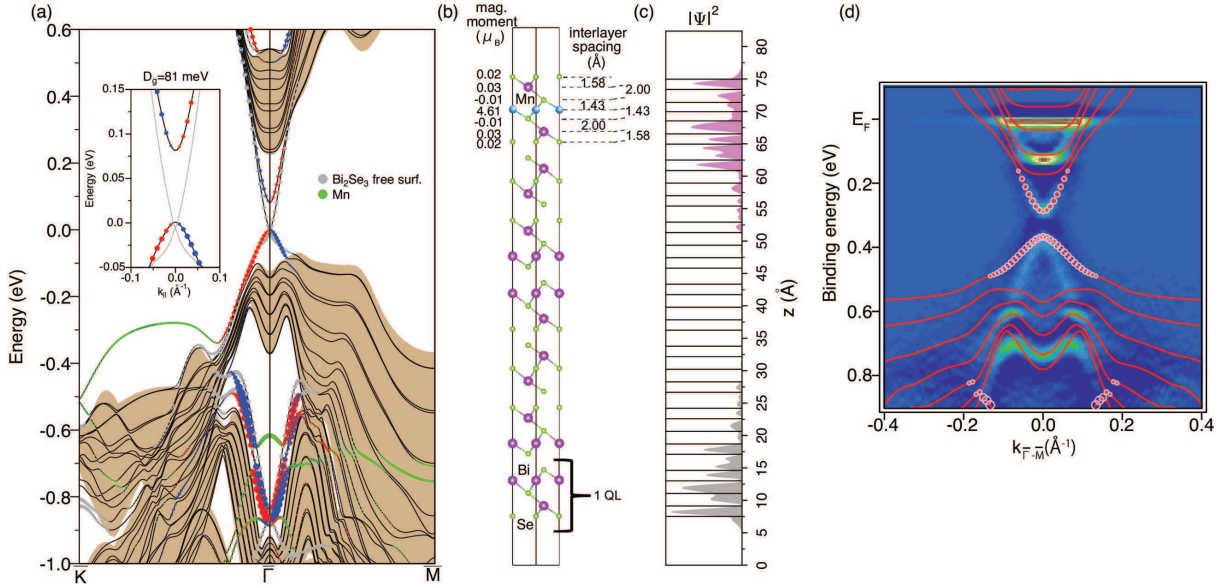 (a)
0.6
0.4
0.2
0.0
-0.2
-0.4
-0.6
-0.8
-1.0
Energy (eV)
K̅
Γ̅
M̅
D_g=81 meV
0.15
0.1
0.05
0.0
-0.05
Energy (eV)
-0.1
0.0
0.1
k_II (Å⁻¹)
Bi₂Se₃ free surf.
Mn
(b)
mag.
moment
(μ_B)
interlayer
spacing
(Å)
0.02
0.03
-0.01
4.61
-0.01
0.03
0.02
1.58
2.00
1.43
1.43
2.00
1.58
Mn
Bi
Se
1 QL
(c)
|Ψ|²
80
75
70
65
60
55
50
45
40
35
30
25
20
15
10
5
0
z (Å)
(d)
E_F
0.2
0.4
0.6
0.8
Binding energy (eV)
-0.4
-0.2
0.0
0.2
0.4
k_Γ̅-M̅(Å⁻¹)